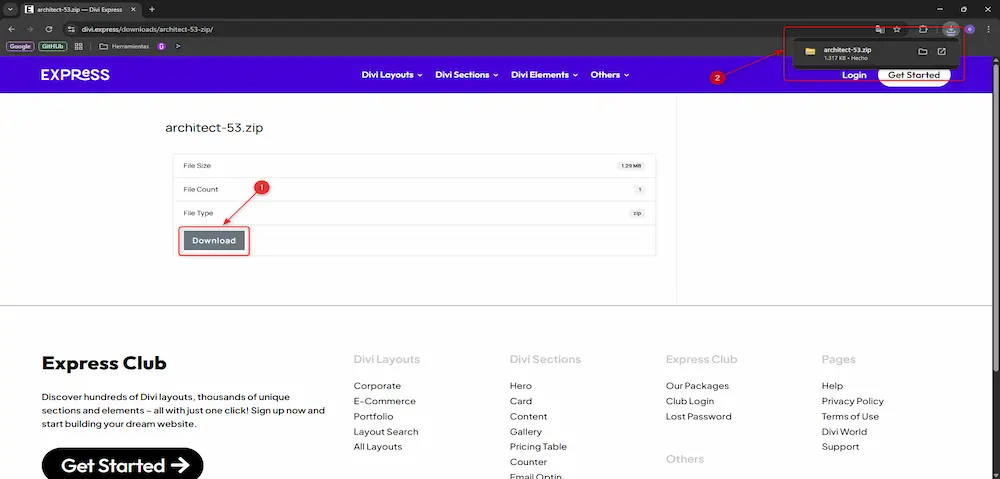 architect-53.zip — Divi Express
divi.express/downloads/architect-53-zip/
Google
GitHUb
Herramientas
architect-53.zip
1.317 KB • Hecho
2
EXPRESS
Divi Layouts
Divi Sections
Divi Elements
Others
Login
Get Started
architect-53.zip
File Size
1.29 MB
File Count
1
1
File Type
zip
Download
Express Club
Discover hundreds of Divi layouts, thousands of unique
sections and elements – all with just one click! Sign up now and
start building your dream website.
Get Started
Divi Layouts
Corporate
E-Commerce
Portfolio
Layout Search
All Layouts
Divi Sections
Hero
Card
Content
Gallery
Pricing Table
Counter
Email Optin
Express Club
Our Packages
Club Login
Lost Password
Others
Pages
Help
Privacy Policy
Terms of Use
Divi World
Support